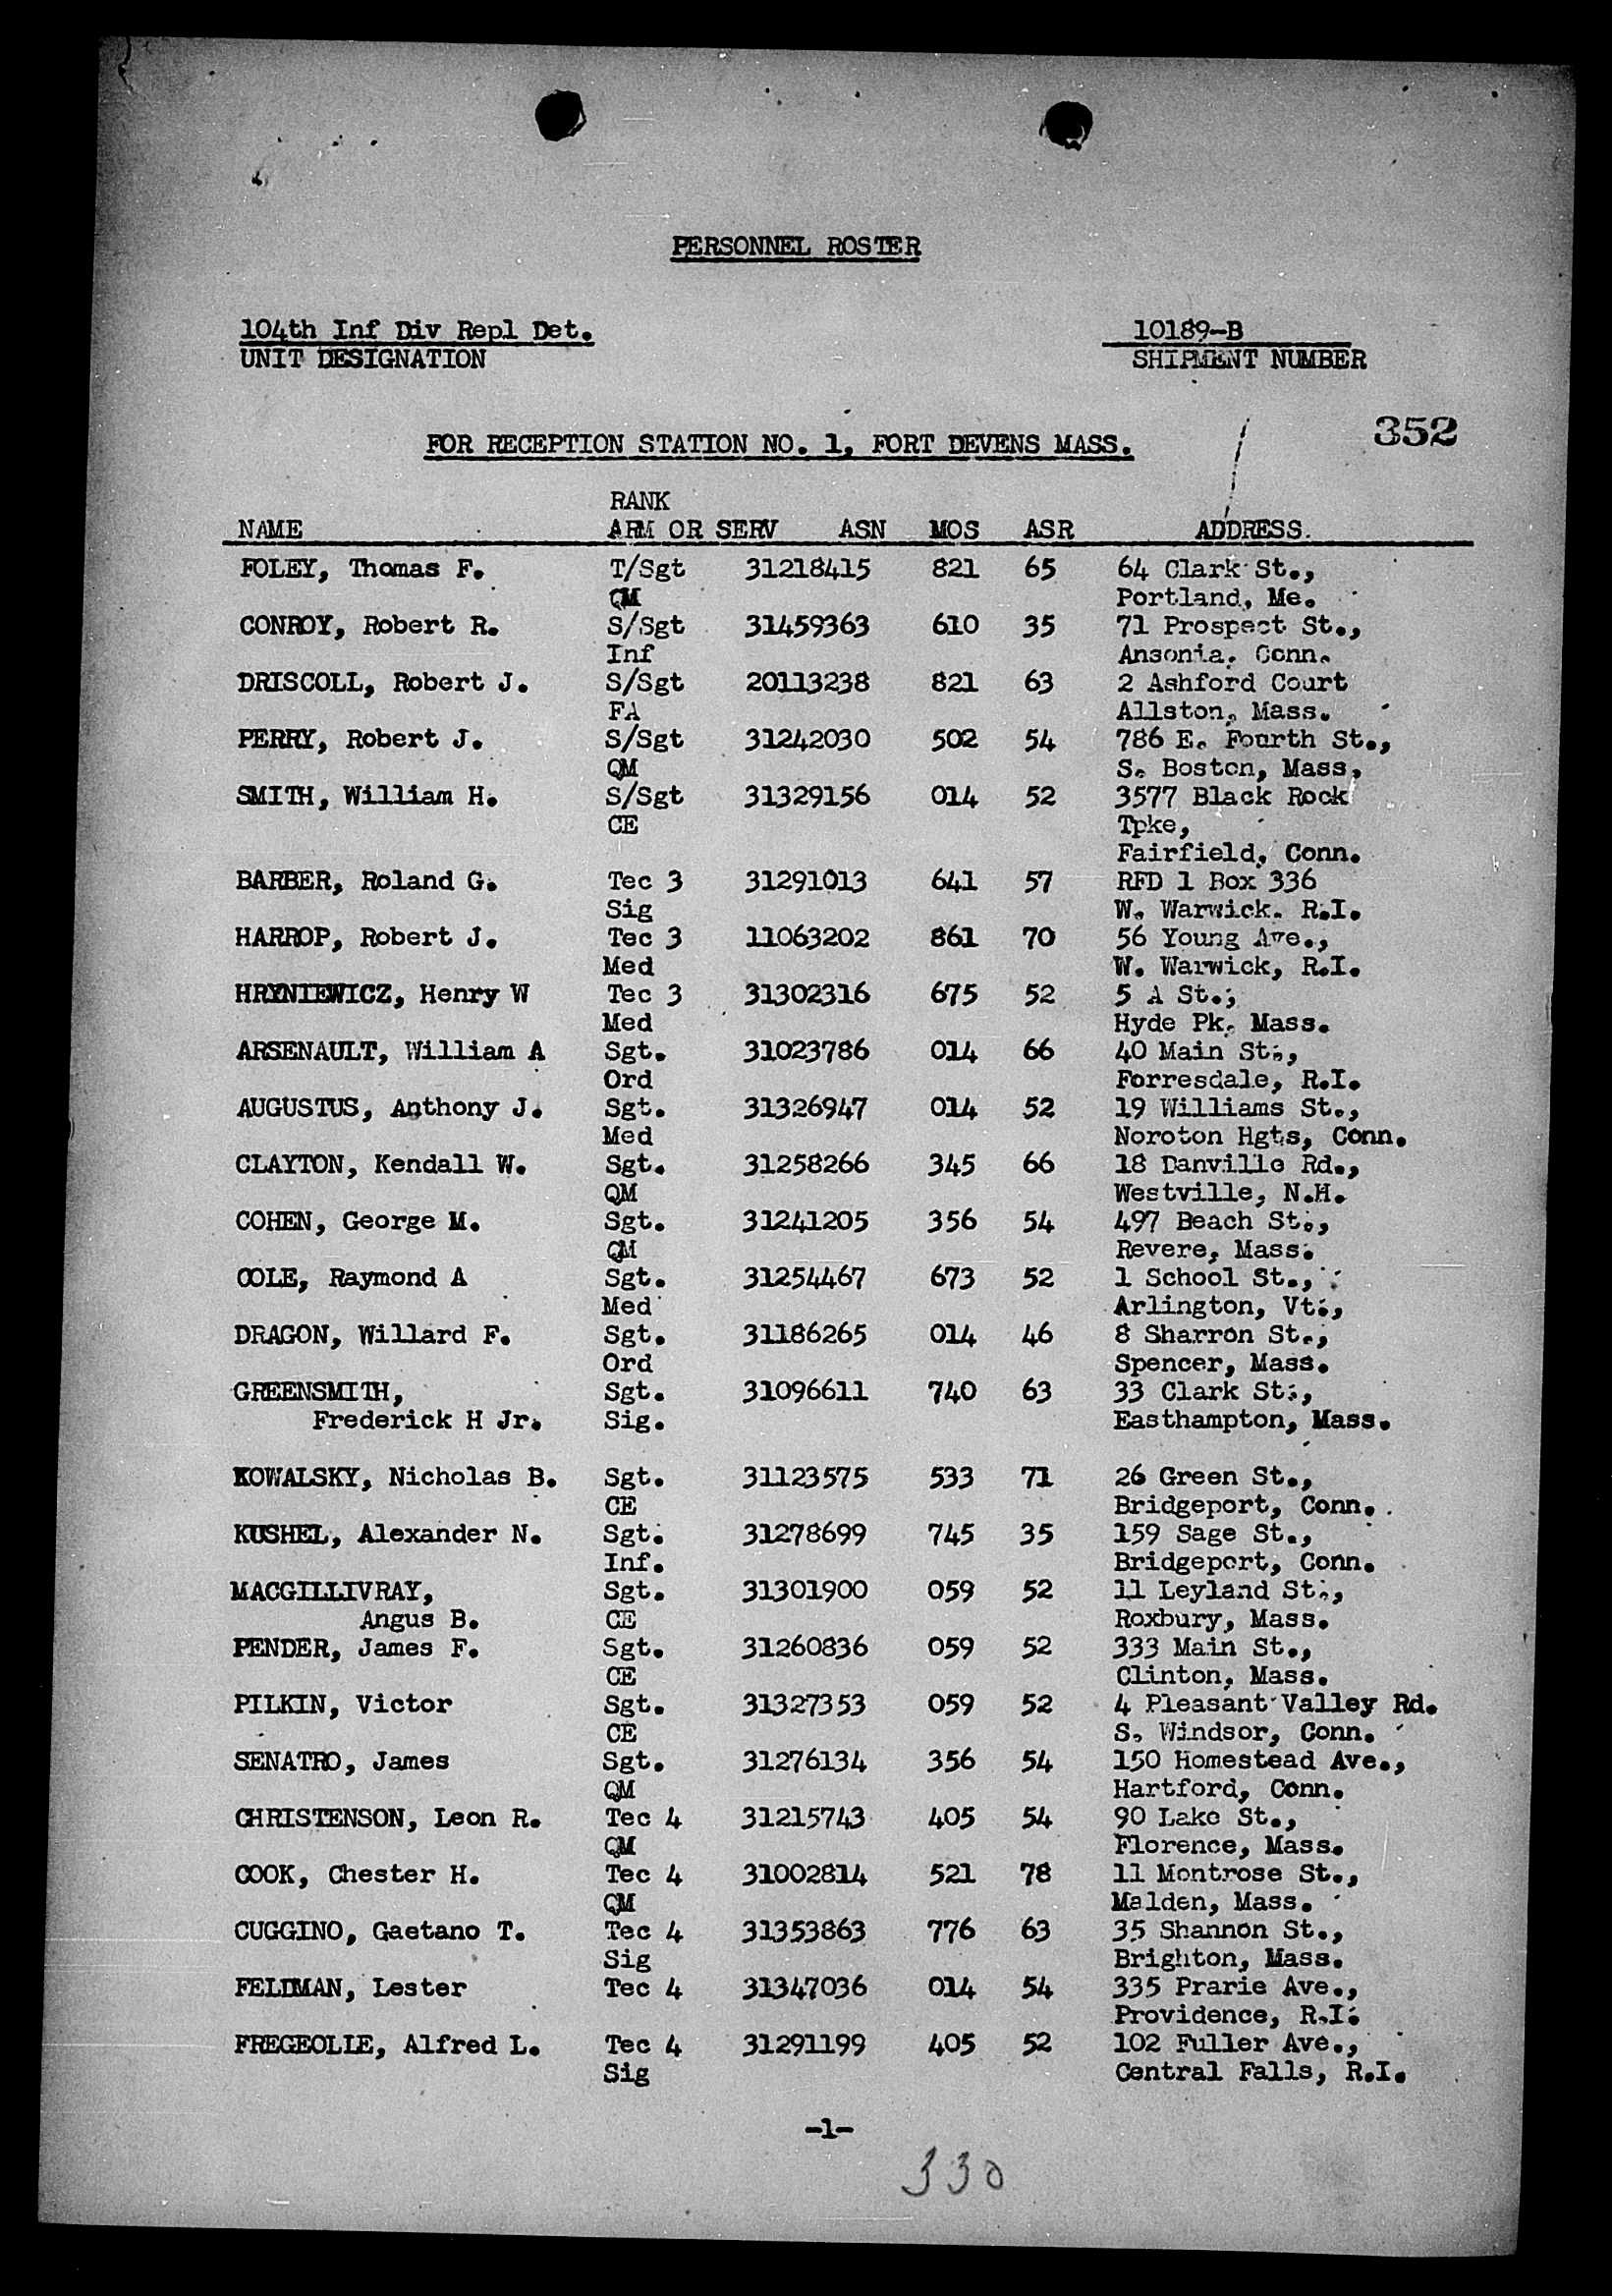 PERSONNEL ROSTER
104th Inf Div Repl Det. 10189-B
UNIT DESIGNATION SHIPMENT NUMBER
352
FOR RECEPTION STATION NO. 1, FORT DEVENS MASS.
RANK
NAME ARM OR SERV ASN MOS ASR ADDRESS.
FOLEY, Thomas F. T/Sgt 31218415 821 65 64 Clark St.,
QM Portland, Me.
CONROY, Robert R. S/Sgt 31459363 610 35 71 Prospect St.,
Inf Ansonia, Conn.
DRISCOLL, Robert J. S/Sgt 20113238 821 63 2 Ashford Court
FA Allston, Mass.
PERRY, Robert J. S/Sgt 31242030 502 54 786 E. Fourth St.,
QM S. Boston, Mass.
SMITH, William H. S/Sgt 31329156 014 52 3577 Black Rock
CE Tpke,
Fairfield, Conn.
BARBER, Roland G. Tec 3 31291013 641 57 RFD 1 Box 336
Sig W. Warwick. R.I.
HARROP, Robert J. Tec 3 11063202 861 70 56 Young Ave.,
Med W. Warwick, R.I.
HRYNIEWICZ, Henry W Tec 3 31302316 675 52 5 A St.,
Med Hyde Pk. Mass.
ARSENAULT, William A Sgt. 31023786 014 66 40 Main St.,
Ord Forresdale, R.I.
AUGUSTUS, Anthony J. Sgt. 31326947 014 52 19 Williams St.,
Med Noroton Hgts, Conn.
CLAYTON, Kendall W. Sgt. 31258266 345 66 18 Danville Rd.,
QM Westville, N.H.
COHEN, George M. Sgt. 31241205 356 54 497 Beach St.,
QM Revere, Mass.
COLE, Raymond A Sgt. 31254467 673 52 1 School St.,
Med Arlington, Vt.,
DRAGON, Willard F. Sgt. 31186265 014 46 8 Sharron St.,
Ord Spencer, Mass.
GREENSMITH, Sgt. 31096611 740 63 33 Clark St.,
Frederick H Jr. Sig. Easthampton, Mass.
KOWALSKY, Nicholas B. Sgt. 31123575 533 71 26 Green St.,
CE Bridgeport, Conn.
KUSHEL, Alexander N. Sgt. 31278699 745 35 159 Sage St.,
Inf. Bridgeport, Conn.
MACGILLIVRAY, Sgt. 31301900 059 52 11 Leyland St.,
Angus B. CE Roxbury, Mass.
PENDER, James F. Sgt. 31260836 059 52 333 Main St.,
CE Clinton, Mass.
PILKIN, Victor Sgt. 31327353 059 52 4 Pleasant Valley Rd.
CE S. Windsor, Conn.
SENATRO, James Sgt. 31276134 356 54 150 Homestead Ave.,
QM Hartford, Conn.
CHRISTENSON, Leon R. Tec 4 31215743 405 54 90 Lake St.,
QM Florence, Mass.
COOK, Chester H. Tec 4 31002814 521 78 11 Montrose St.,
QM Malden, Mass.
CUGGINO, Gaetano T. Tec 4 31353863 776 63 35 Shannon St.,
Sig Brighton, Mass.
FELDMAN, Lester Tec 4 31347036 014 54 335 Prarie Ave.,
Providence, R.I.
FREGEOLLE, Alfred L. Tec 4 31291199 405 52 102 Fuller Ave.,
Sig Central Falls, R.I.
-1-
330